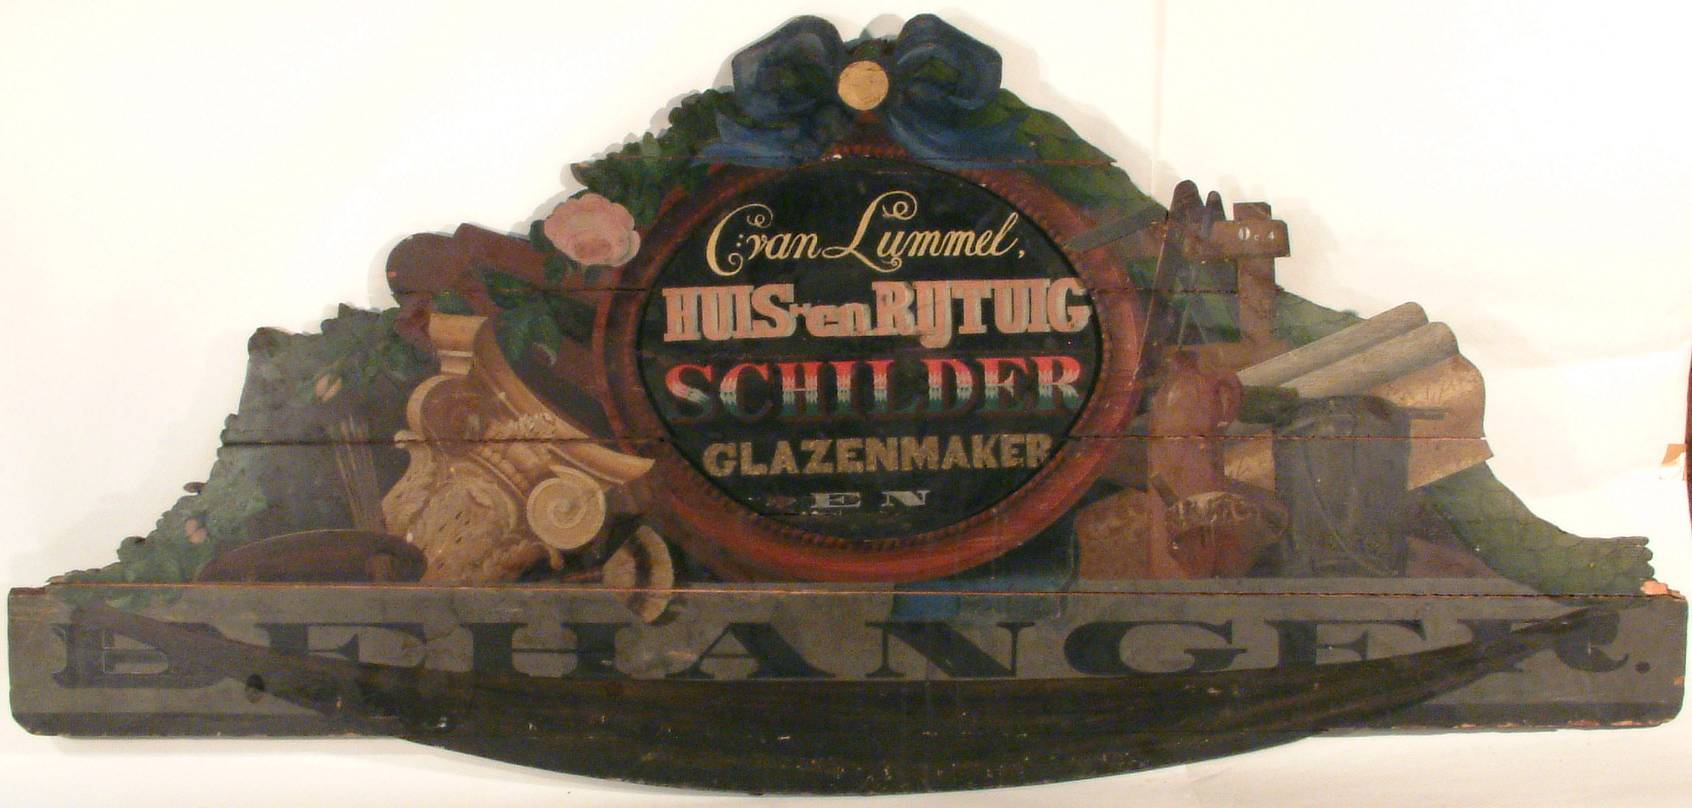 C: van Lummel,
HUIS- en RIJTUIG
SCHILDER
GLAZENMAKER
EN
BEHANGER.